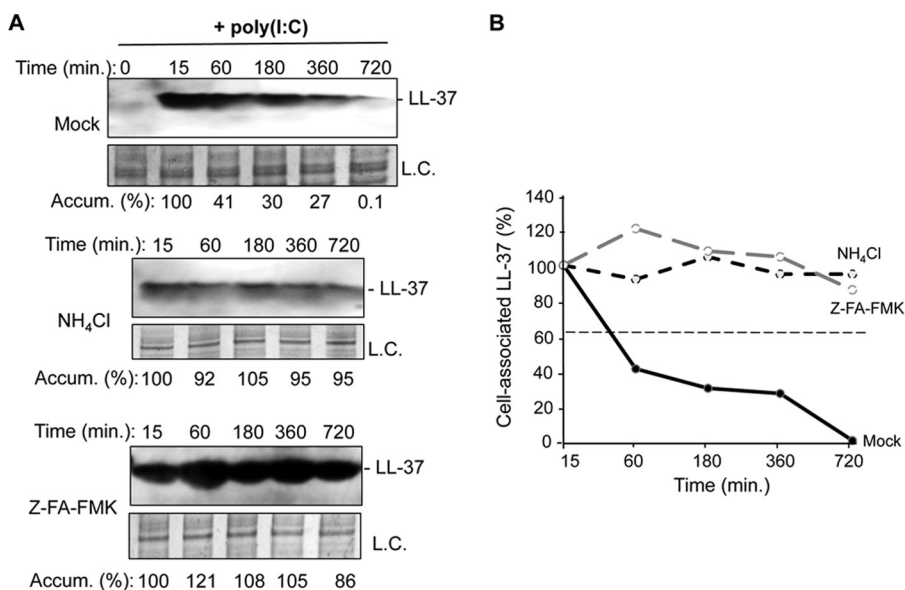 A
+ poly(I:C)
Time (min.): 0 15 60 180 360 720
- LL-37
Mock
L.C.
Accum. (%): 100 41 30 27 0.1
Time (min.): 15 60 180 360 720
- LL-37
NH4Cl
L.C.
Accum. (%): 100 92 105 95 95
Time (min.): 15 60 180 360 720
- LL-37
Z-FA-FMK
L.C.
Accum. (%): 100 121 108 105 86
B
Cell-associated LL-37 (%)
140
120
100
80
60
40
20
0
NH4Cl
Z-FA-FMK
Mock
15 60 180 360 720
Time (min.)